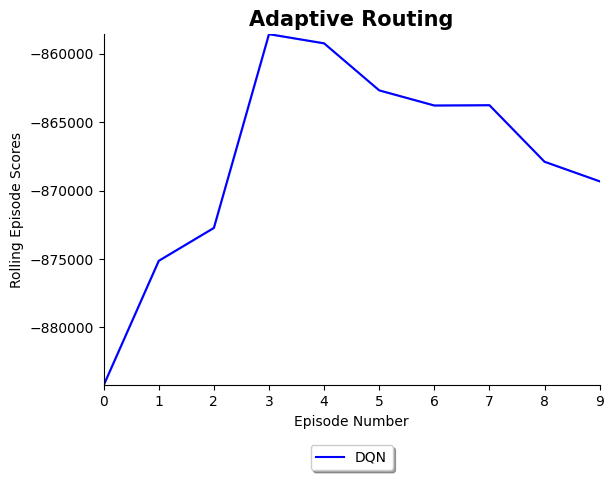 Adaptive Routing
−860000
−865000
−870000
−875000
−880000
Rolling Episode Scores
0 1 2 3 4 5 6 7 8 9
Episode Number
DQN